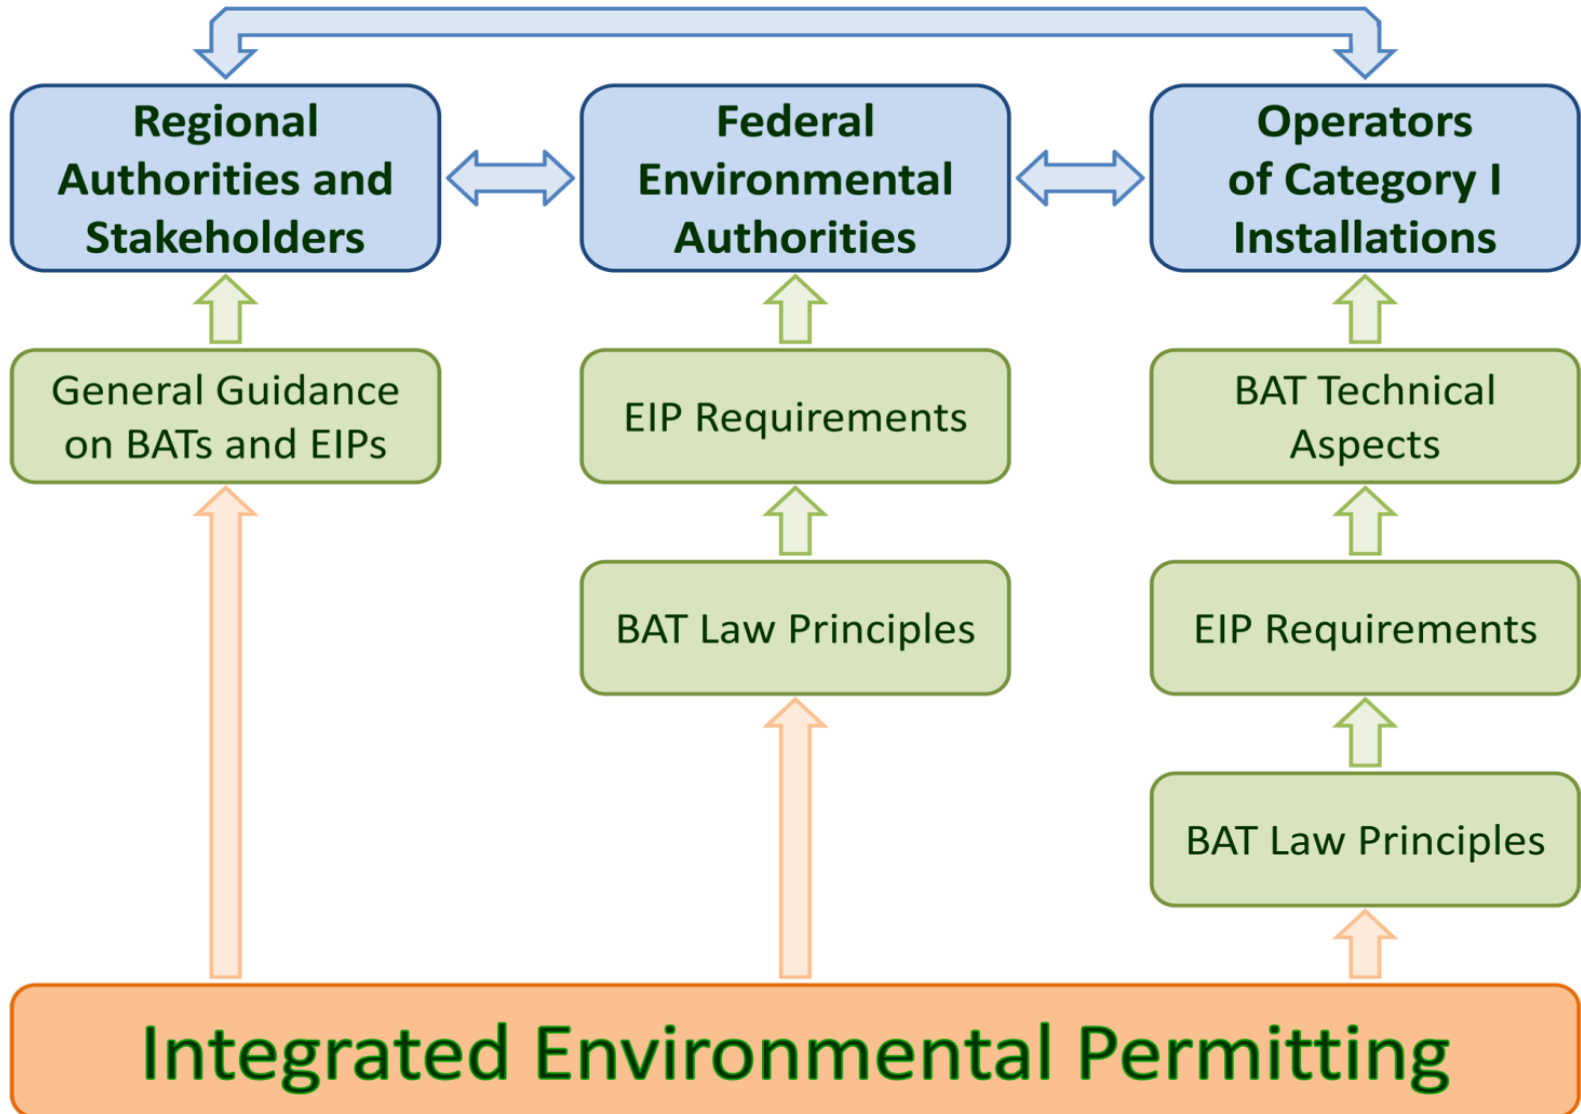 Regional
Authorities and
Stakeholders
Federal
Environmental
Authorities
Operators
of Category I
Installations
General Guidance
on BATs and EIPs
EIP Requirements
BAT Technical
Aspects
BAT Law Principles
EIP Requirements
BAT Law Principles
Integrated Environmental Permitting